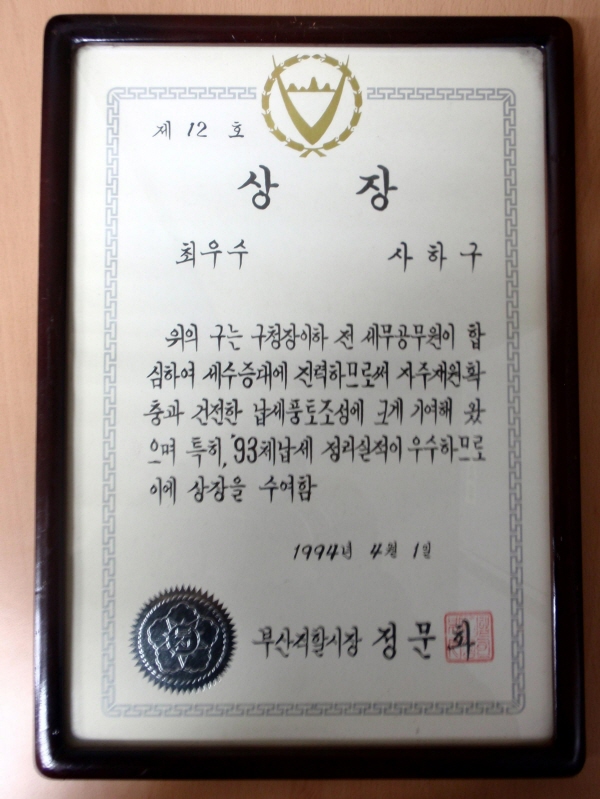 제 12 호
상 장
최우수 사하구
위의 구는 구청장이하 전 세무공무원이 합
심하여 세수증대에 진력하므로써 자주재원확
충과 건전한 납세풍토조성에 크게 기여해 왔
으며 특히, '93체납세 정리실적이 우수하므로
이에 상장을 수여함
1994년 4월 1일
부산직할시장 정문화